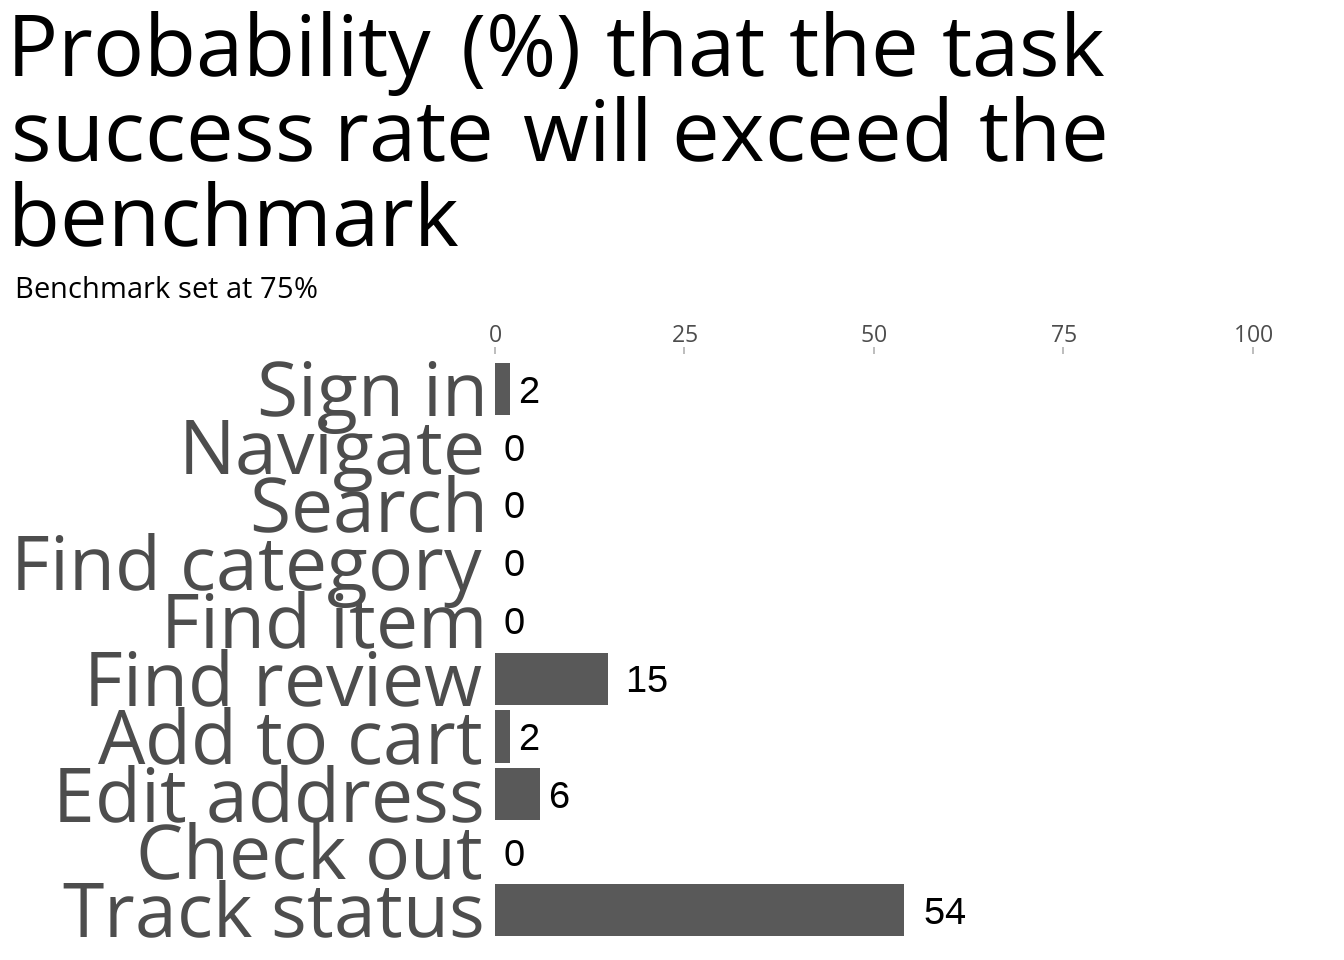 Probability (%) that the task
success rate will exceed the
benchmark
Benchmark set at 75%
0 25 50 75 100
Sign in 2
Navigate 0
Search 0
Find category 0
Find item 0
Find review 15
Add to cart 2
Edit address 6
Check out 0
Track status 54